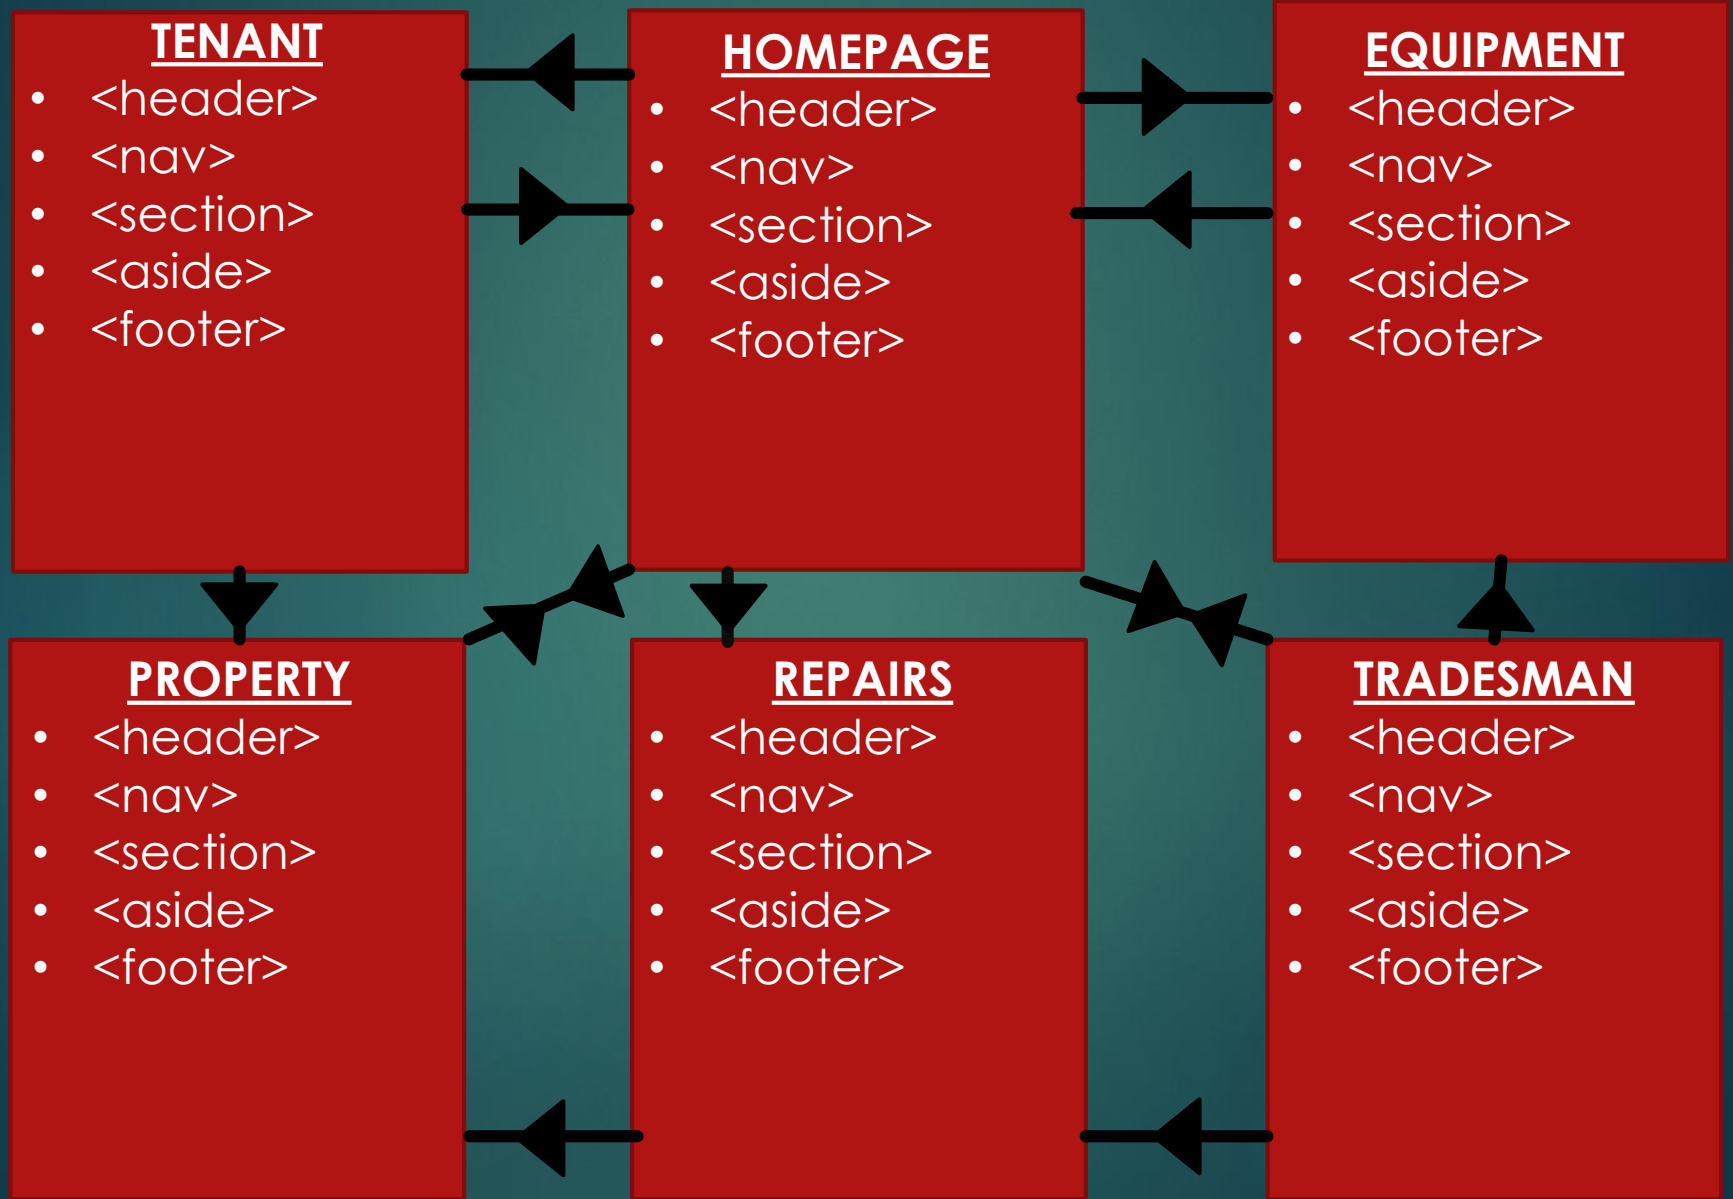 TENANT
• <header>
• <nav>
• <section>
• <aside>
• <footer>
HOMEPAGE
• <header>
• <nav>
• <section>
• <aside>
• <footer>
EQUIPMENT
• <header>
• <nav>
• <section>
• <aside>
• <footer>
PROPERTY
• <header>
• <nav>
• <section>
• <aside>
• <footer>
REPAIRS
• <header>
• <nav>
• <section>
• <aside>
• <footer>
TRADESMAN
• <header>
• <nav>
• <section>
• <aside>
• <footer>